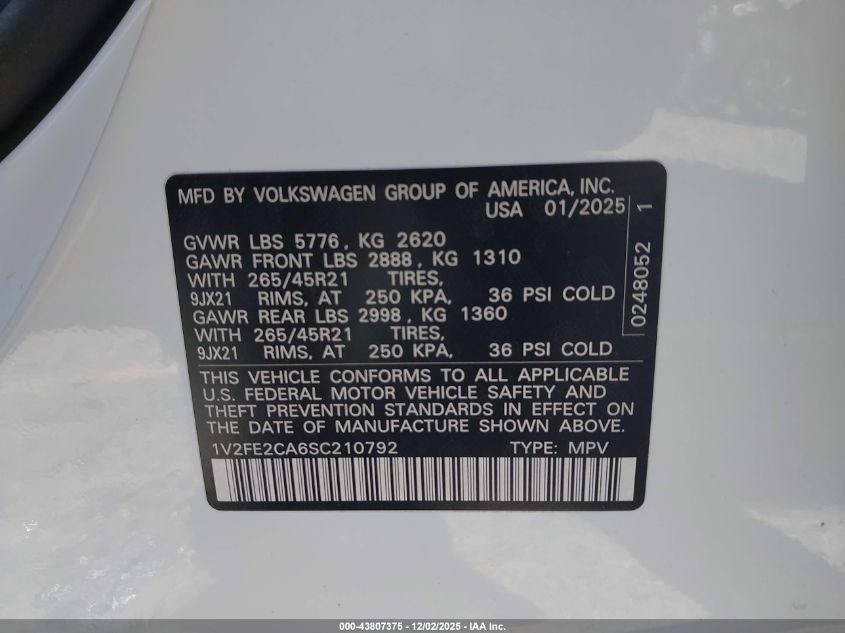 MFD BY VOLKSWAGEN GROUP OF AMERICA, INC.
USA 01/2025
GVWR LBS 5776, KG 2620
GAWR FRONT LBS 2888, KG 1310
WITH 265/45R21 TIRES,
9JX21 RIMS, AT 250 KPA, 36 PSI COLD
GAWR REAR LBS 2998, KG 1360
WITH 265/45R21 TIRES,
9JX21 RIMS, AT 250 KPA, 36 PSI COLD
0248052 1
THIS VEHICLE CONFORMS TO ALL APPLICABLE
U.S. FEDERAL MOTOR VEHICLE SAFETY AND
THEFT PREVENTION STANDARDS IN EFFECT ON
THE DATE OF MANUFACTURE SHOWN ABOVE.
1V2FE2CA6SC210792 TYPE: MPV
000-43807375 - 12/02/2025 - IAA Inc.